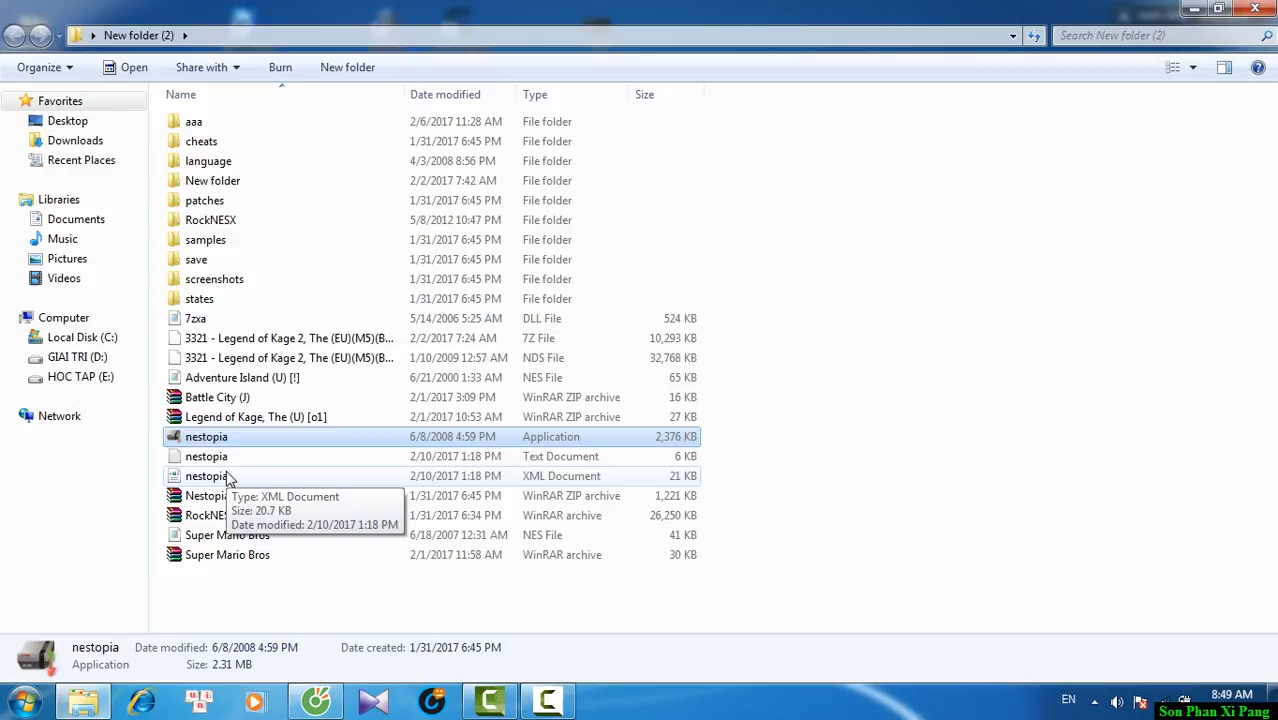 New folder (2)
Search New folder (2)
Organize Open Share with Burn New folder
Name Date modified Type Size
Favorites
Desktop
Downloads
Recent Places
Libraries
Documents
Music
Pictures
Videos
Computer
Local Disk (C:)
GIAI TRI (D:)
HOC TAP (E:)
Network
aaa 2/6/2017 11:28 AM File folder
cheats 1/31/2017 6:45 PM File folder
language 4/3/2008 8:56 PM File folder
New folder 2/2/2017 7:42 AM File folder
patches 1/31/2017 6:45 PM File folder
RockNESX 5/8/2012 10:47 PM File folder
samples 1/31/2017 6:45 PM File folder
save 1/31/2017 6:45 PM File folder
screenshots 1/31/2017 6:45 PM File folder
states 1/31/2017 6:45 PM File folder
7zxa 5/14/2006 5:25 AM DLL File 524 KB
3321 - Legend of Kage 2, The (EU)(M5)(B... 2/2/2017 7:24 AM 7Z File 10,293 KB
3321 - Legend of Kage 2, The (EU)(M5)(B... 1/10/2009 12:57 AM NDS File 32,768 KB
Adventure Island (U) [!] 6/21/2000 1:33 AM NES File 65 KB
Battle City (J) 2/1/2017 3:09 PM WinRAR ZIP archive 16 KB
Legend of Kage, The (U) [o1] 2/1/2017 10:53 AM WinRAR ZIP archive 27 KB
nestopia 6/8/2008 4:59 PM Application 2,376 KB
nestopia 2/10/2017 1:18 PM Text Document 6 KB
nestopia 2/10/2017 1:18 PM XML Document 21 KB
Nestopia 1/31/2017 6:45 PM WinRAR ZIP archive 1,221 KB
RockNES 1/31/2017 6:34 PM WinRAR archive 26,250 KB
Super Mario Bros 6/18/2007 12:31 AM NES File 41 KB
Super Mario Bros 2/1/2017 11:58 AM WinRAR archive 30 KB
Type: XML Document
Size: 20.7 KB
Date modified: 2/10/2017 1:18 PM
nestopia Date modified: 6/8/2008 4:59 PM Date created: 1/31/2017 6:45 PM
Application Size: 2.31 MB
EN
8:49 AM
Son Phan Xi Pang